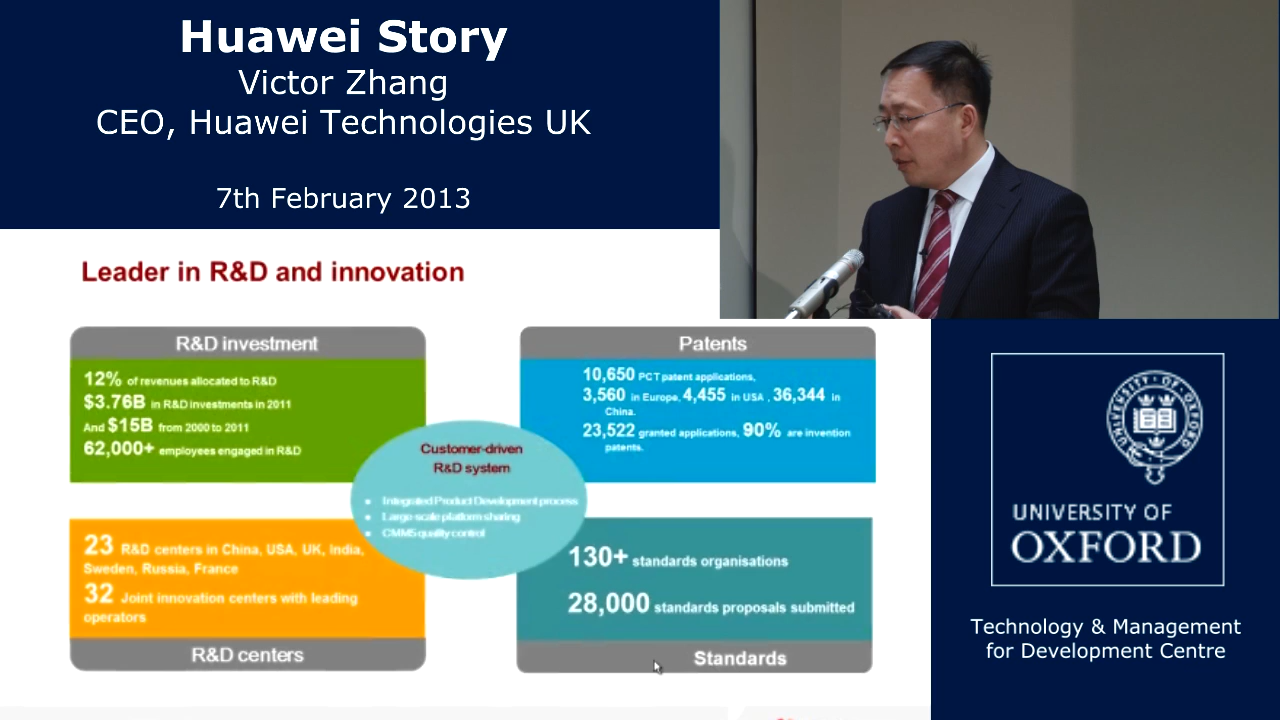 Huawei Story
Victor Zhang
CEO, Huawei Technologies UK
7th February 2013
Leader in R&D and innovation
R&D investment
12% of revenues allocated to R&D
$3.76B in R&D investments in 2011
And $15B from 2000 to 2011
62,000+ employees engaged in R&D
Patents
10,650 PCT patent applications,
3,560 in Europe, 4,455 in USA , 36,344 in
China.
23,522 granted applications, 90% are invention
patents.
Customer-driven
R&D system
• Integrated Product Development process
• Large-scale platform sharing
• CMM5 quality control
23 R&D centers in China, USA, UK, India,
Sweden, Russia, France
32 Joint innovation centers with leading
operators
R&D centers
130+ standards organisations
28,000 standards proposals submitted
Standards
UNIVERSITY · OF · OXFORD
UNIVERSITY OF
OXFORD
Technology & Management
for Development Centre